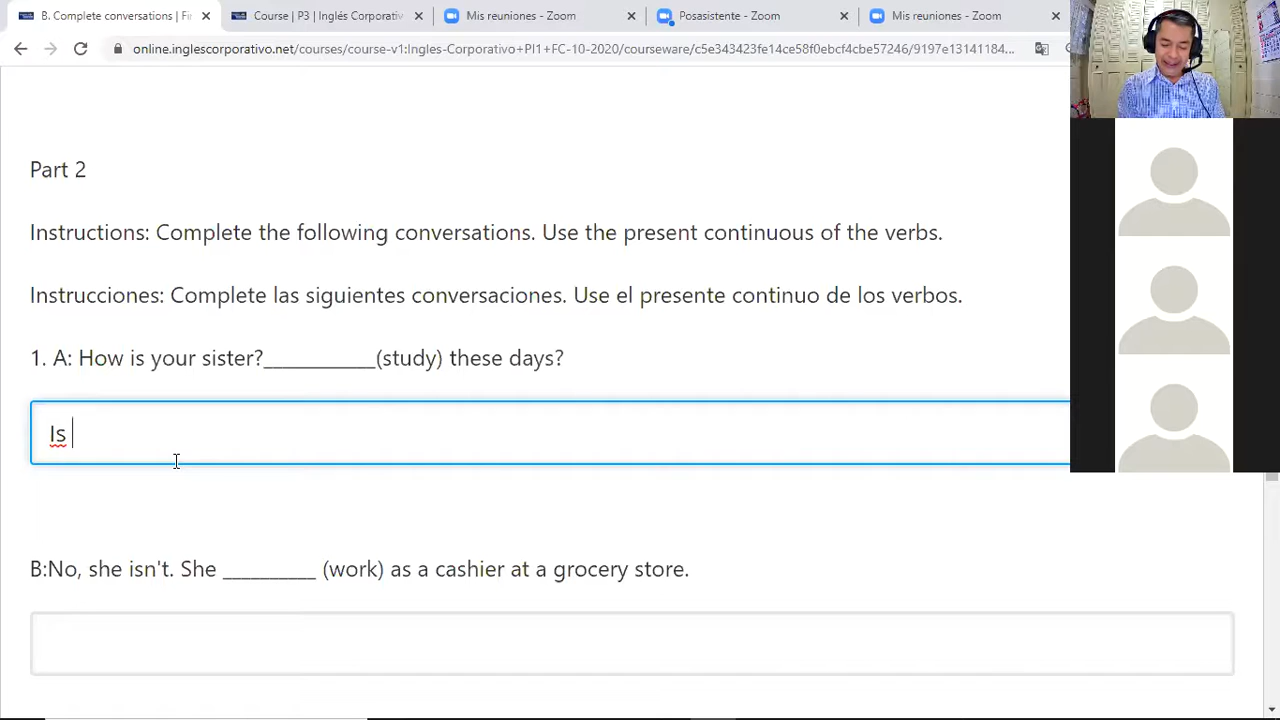 B. Complete conversations | Fi
Course | P3 | Inglés Corporativ
reuniones - Zoom
Posasistente - Zoom
Mis reuniones - Zoom
online.inglescorporativo.net/courses/course-v1:Ingles-Corporativo+PI1+FC-10-2020/courseware/c5e343423fe14ce58f0ebcf4cbe57246/9197e13141184...
Part 2
Instructions: Complete the following conversations. Use the present continuous of the verbs.
Instrucciones: Complete las siguientes conversaciones. Use el presente continuo de los verbos.
1. A: How is your sister?___________(study) these days?
Is
B:No, she isn't. She _________ (work) as a cashier at a grocery store.